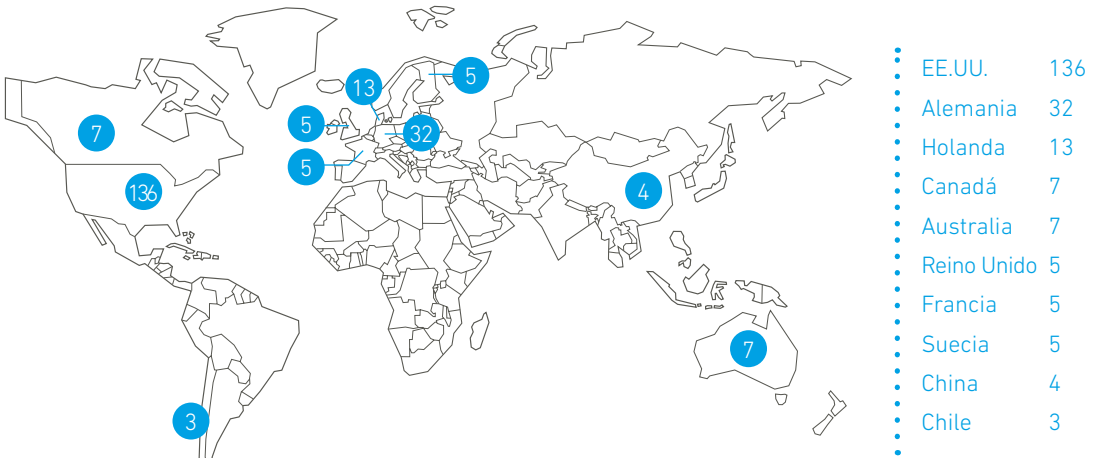 5
13
5
32
7
5
136
4
7
3
EE.UU. 136
Alemania 32
Holanda 13
Canadá 7
Australia 7
Reino Unido 5
Francia 5
Suecia 5
China 4
Chile 3